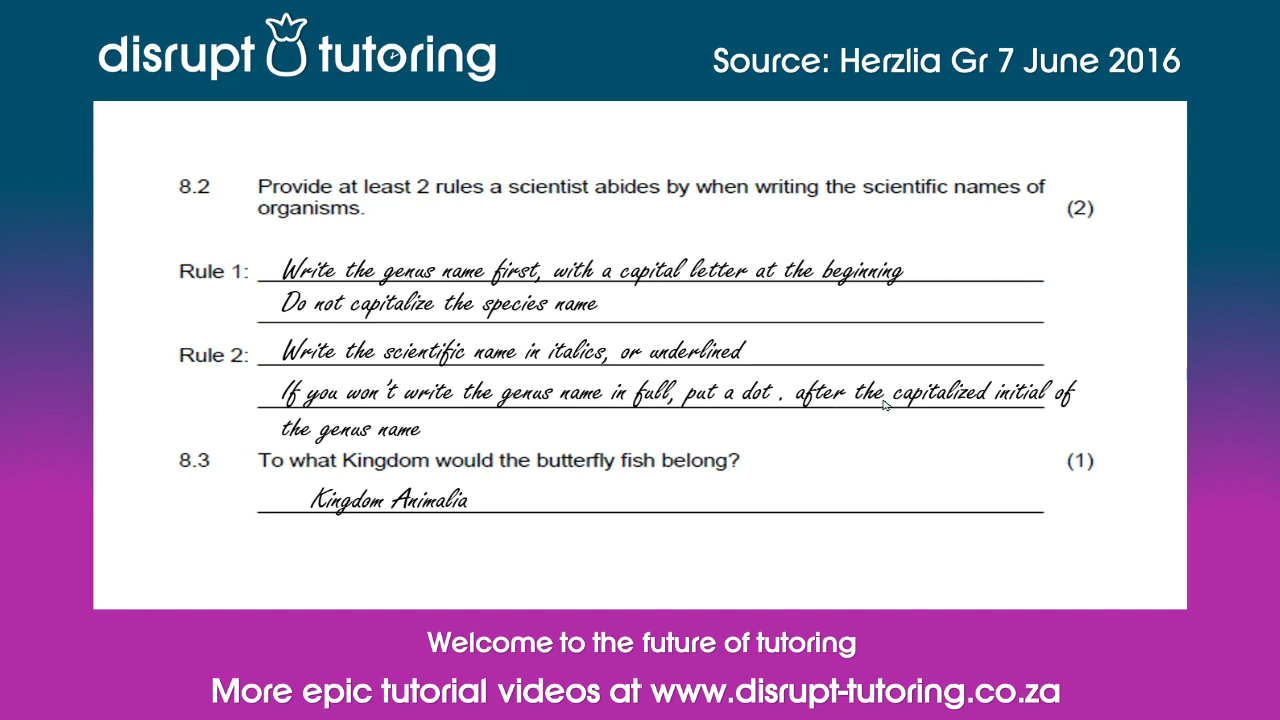 disrupt tutoring
Source: Herzlia Gr 7 June 2016
8.2 Provide at least 2 rules a scientist abides by when writing the scientific names of
organisms. (2)
Rule 1: Write the genus name first, with a capital letter at the beginning
Do not capitalize the species name
Rule 2: Write the scientific name in italics, or underlined
If you won't write the genus name in full, put a dot . after the capitalized initial of
the genus name
8.3 To what Kingdom would the butterfly fish belong? (1)
Kingdom Animalia
Welcome to the future of tutoring
More epic tutorial videos at www.disrupt-tutoring.co.za